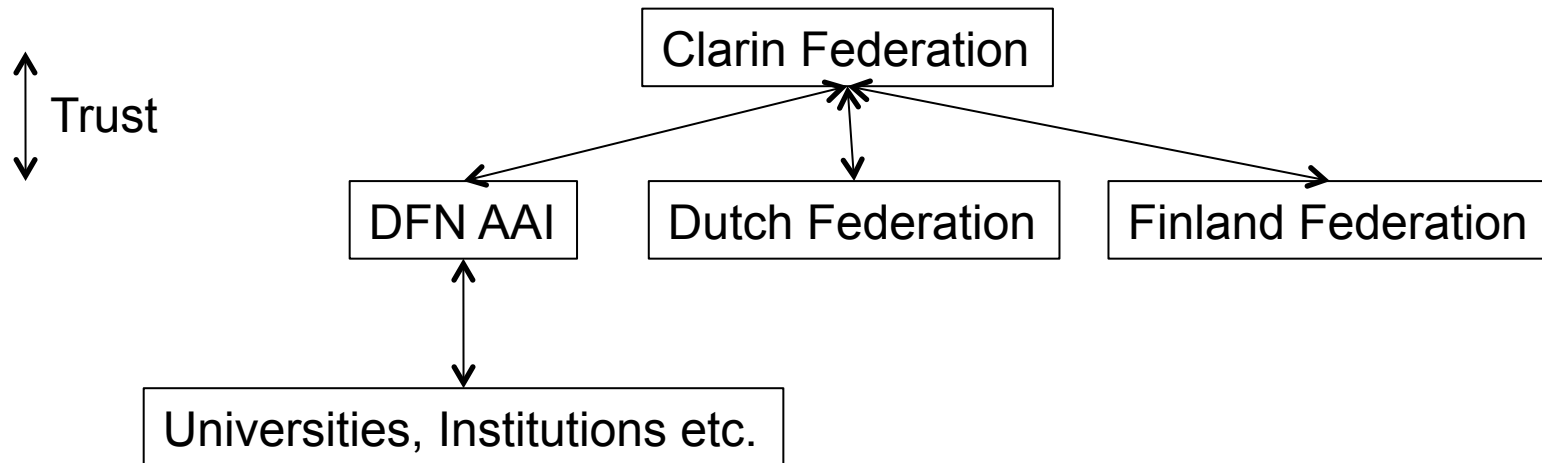 Clarin Federation
Trust
DFN AAI
Dutch Federation
Finland Federation
Universities, Institutions etc.